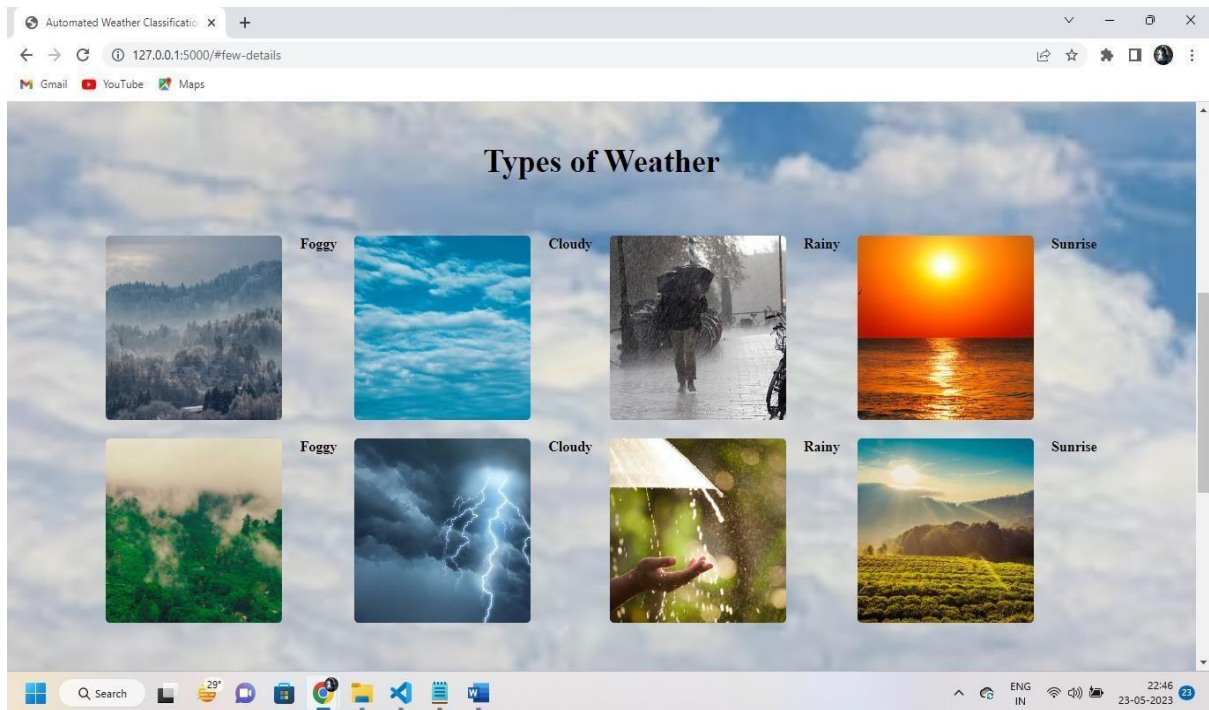 Automated Weather Classificatio
127.0.0.1:5000/#few-details
Gmail YouTube Maps
Types of Weather
Foggy Cloudy Rainy Sunrise
Foggy Cloudy Rainy Sunrise
29°
Search
ENG
IN
22:46
23-05-2023
23